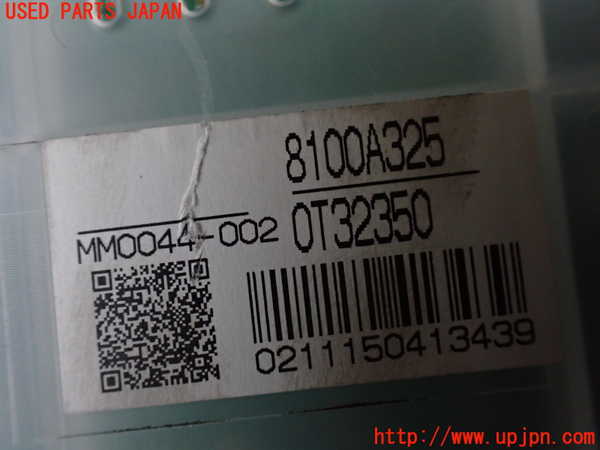 USED PARTS JAPAN
8100A325
MM0044-002
0T32350
0211150413439
http://www.upjpn.com/